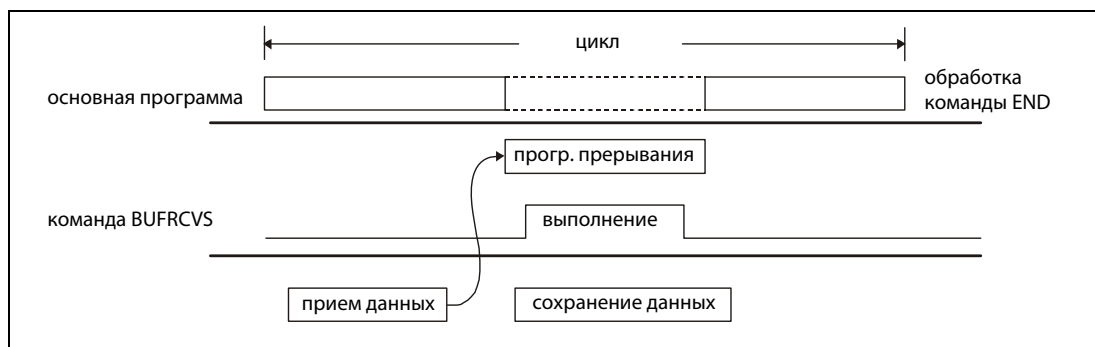 цикл
основная программа
обработка
команды END
прогр. прерывания
команда BUFRCVS
выполнение
прием данных
сохранение данных